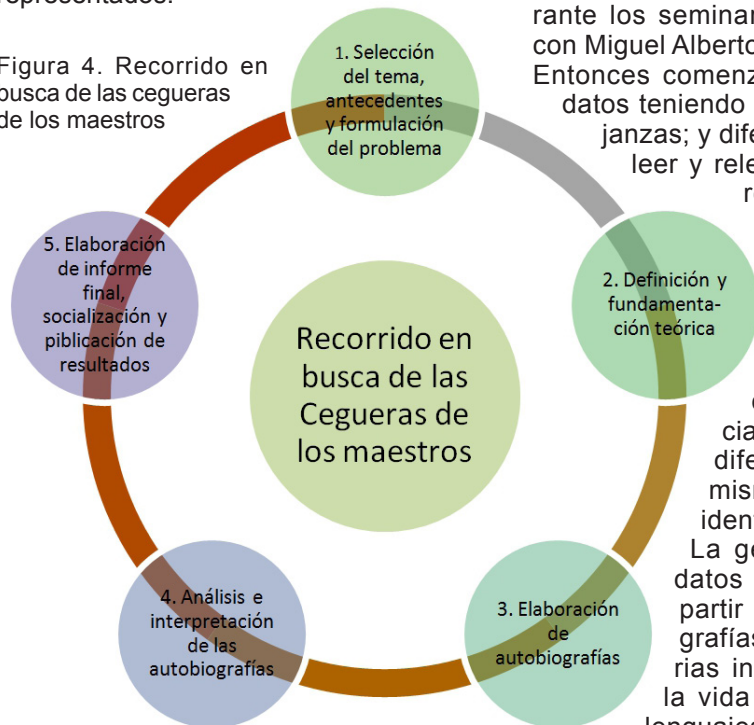 representados.
Figura 4. Recorrido en
busca de las cegueras
de los maestros
1. Selección
del tema,
antecedentes
y formulación
del problema
2. Definición y
fundamenta-
ción teórica
3. Elaboración
de
autobiografías
4. Análisis e
interpretación
de las
autobiografías
5. Elaboración
de informe
final,
socialización y
piblicación de
resultados
Recorrido en
busca de las
Cegueras de
los maestros
rante los seminar
con Miguel Alberto
Entonces comenz
datos teniendo
janzas; y dife
leer y rele
r
cia
dife
mis
iden
La ge
datos
partir
grafías
rias in
la vida
lenguajes